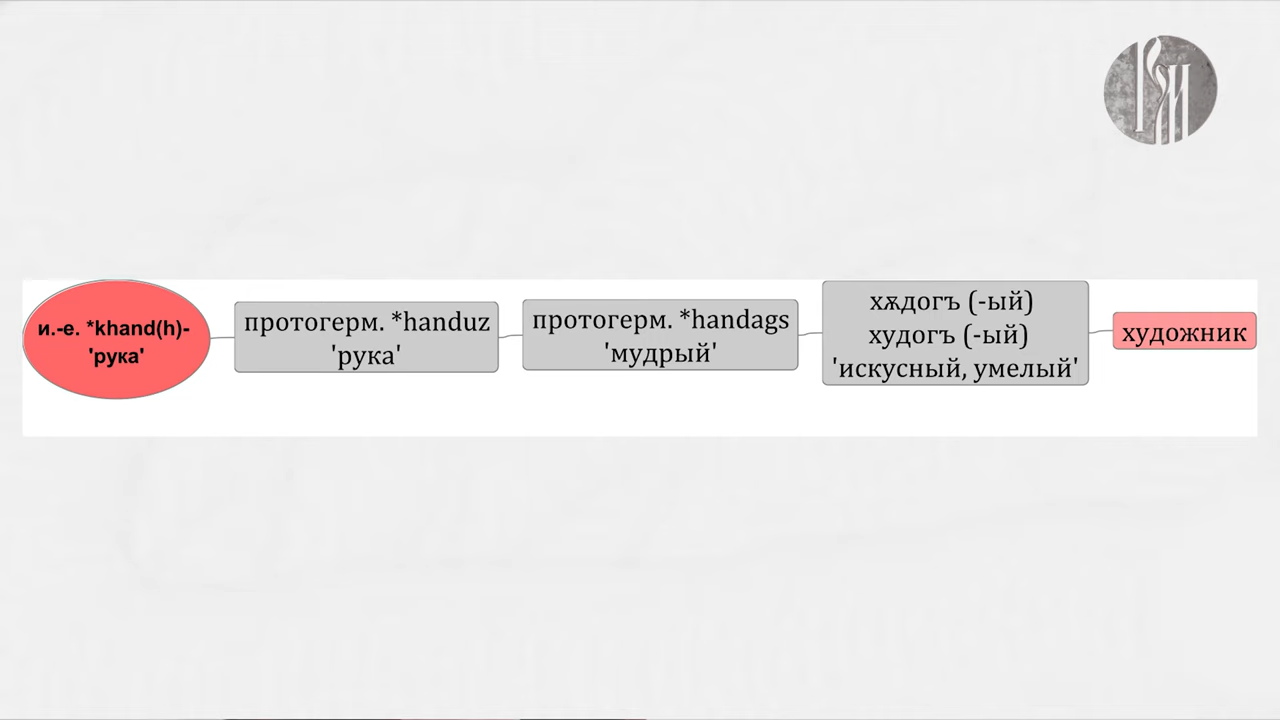 и.-е. *khand(h)-
'рука'
протогерм. *handuz
'рука'
протогерм. *handags
'мудрый'
хѫдогъ (-ый)
худогъ (-ый)
'искусный, умелый'
художник